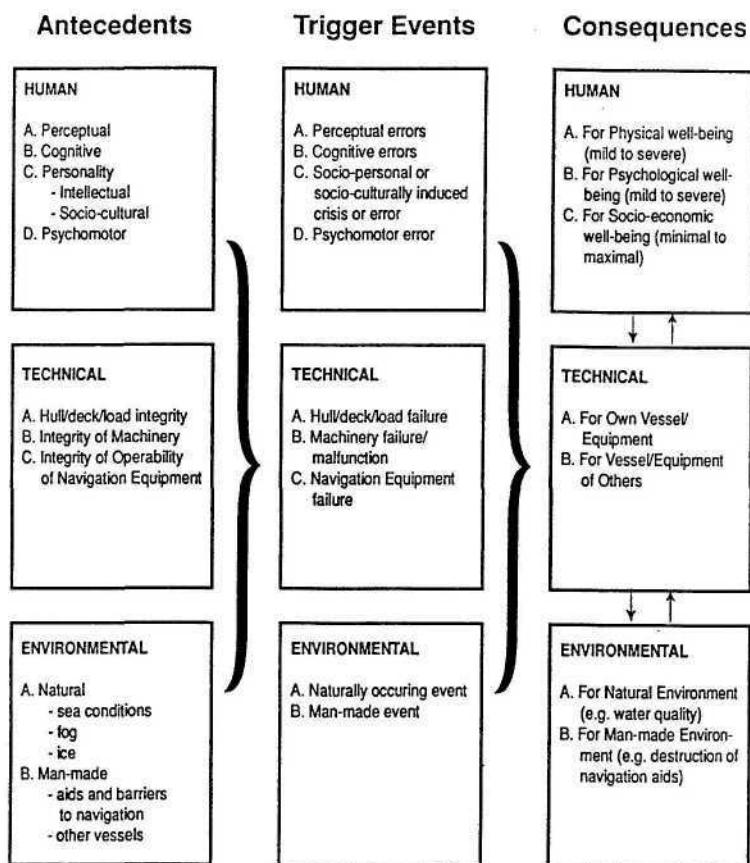 Antecedents
HUMAN
A. Perceptual
B. Cognitive
C. Personality
- Intellectual
- Socio-cultural
D. Psychomotor
TECHNICAL
A. Hull/deck/load integrity
B. Integrity of Machinery
C. Integrity of Operability
of Navigation Equipment
ENVIRONMENTAL
A. Natural
- sea conditions
- fog
- ice
B. Man-made
- aids and barriers
to navigation
- other vessels
Trigger Events
HUMAN
A. Perceptual errors
B. Cognitive errors
C. Socio-personal or
socio-culturally induced
crisis or error
D. Psychomotor error
TECHNICAL
A. Hull/deck/load failure
B. Machinery failure/
malfunction
C. Navigation Equipment
failure
ENVIRONMENTAL
A. Naturally occuring event
B. Man-made event
Consequences
HUMAN
A. For Physical well-being
(mild to severe)
B. For Psychological well-
being (mild to severe)
C. For Socio-economic
well-being (minimal to
maximal)
TECHNICAL
A. For Own Vessel/
Equipment
B. For Vessel/Equipment
of Others
ENVIRONMENTAL
A. For Natural Environment
(e.g. water quality)
B. For Man-made Environ-
ment (e.g. destruction of
navigation aids)